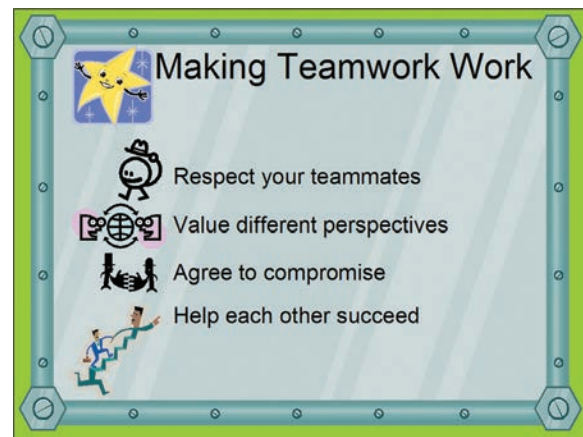 Making Teamwork Work
Respect your teammates
Value different perspectives
Agree to compromise
Help each other succeed